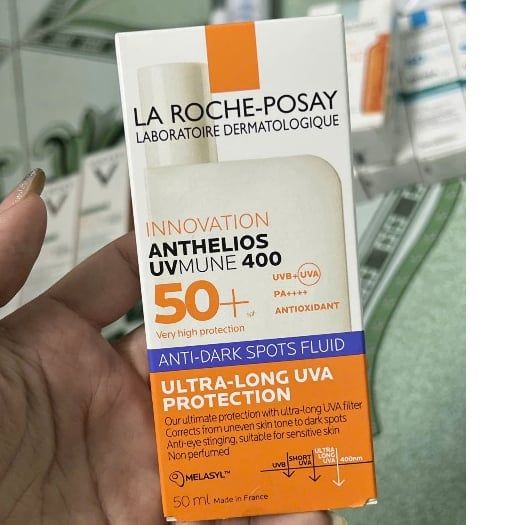 LA ROCHE-POSAY
LABORATOIRE DERMATOLOGIQUE
INNOVATION
ANTHELIOS
UVMUNE 400
50+
Very high protection
UVB+UVA
PA++++
ANTIOXIDANT
ANTI-DARK SPOTS FLUID
ULTRA-LONG UVA
PROTECTION
Our ultimate protection with ultra-long UVA filter
Corrects from uneven skin tone to dark spots
Anti-eye stinging, suitable for sensitive skin
Non perfumed
MELASYL™
UVB
SHORT UVA
ULTRA LONG UVA
400nm
50 ml Made in France